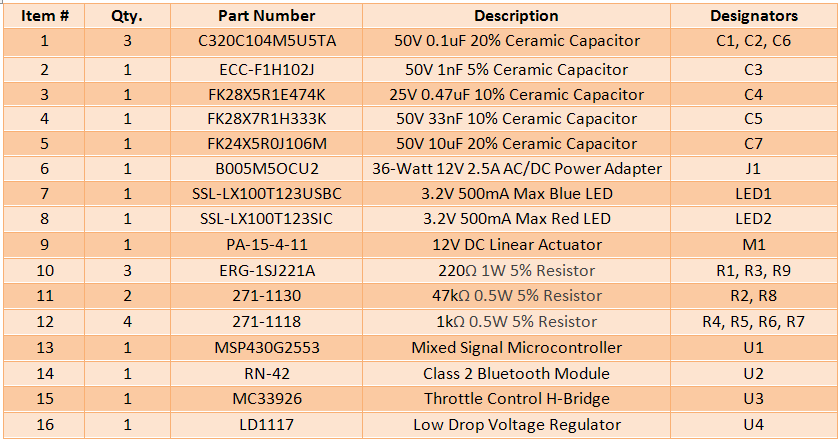 Item # Qty. Part Number Description Designators
1 3 C320C104M5U5TA 50V 0.1uF 20% Ceramic Capacitor C1, C2, C6
2 1 ECC-F1H102J 50V 1nF 5% Ceramic Capacitor C3
3 1 FK28X5R1E474K 25V 0.47uF 10% Ceramic Capacitor C4
4 1 FK28X7R1H333K 50V 33nF 10% Ceramic Capacitor C5
5 1 FK24X5R0J106M 50V 10uF 20% Ceramic Capacitor C7
6 1 B005M5OCU2 36-Watt 12V 2.5A AC/DC Power Adapter J1
7 1 SSL-LX100T123USBC 3.2V 500mA Max Blue LED LED1
8 1 SSL-LX100T123SIC 3.2V 500mA Max Red LED LED2
9 1 PA-15-4-11 12V DC Linear Actuator M1
10 3 ERG-1SJ221A 220Ω 1W 5% Resistor R1, R3, R9
11 2 271-1130 47kΩ 0.5W 5% Resistor R2, R8
12 4 271-1118 1kΩ 0.5W 5% Resistor R4, R5, R6, R7
13 1 MSP430G2553 Mixed Signal Microcontroller U1
14 1 RN-42 Class 2 Bluetooth Module U2
15 1 MC33926 Throttle Control H-Bridge U3
16 1 LD1117 Low Drop Voltage Regulator U4